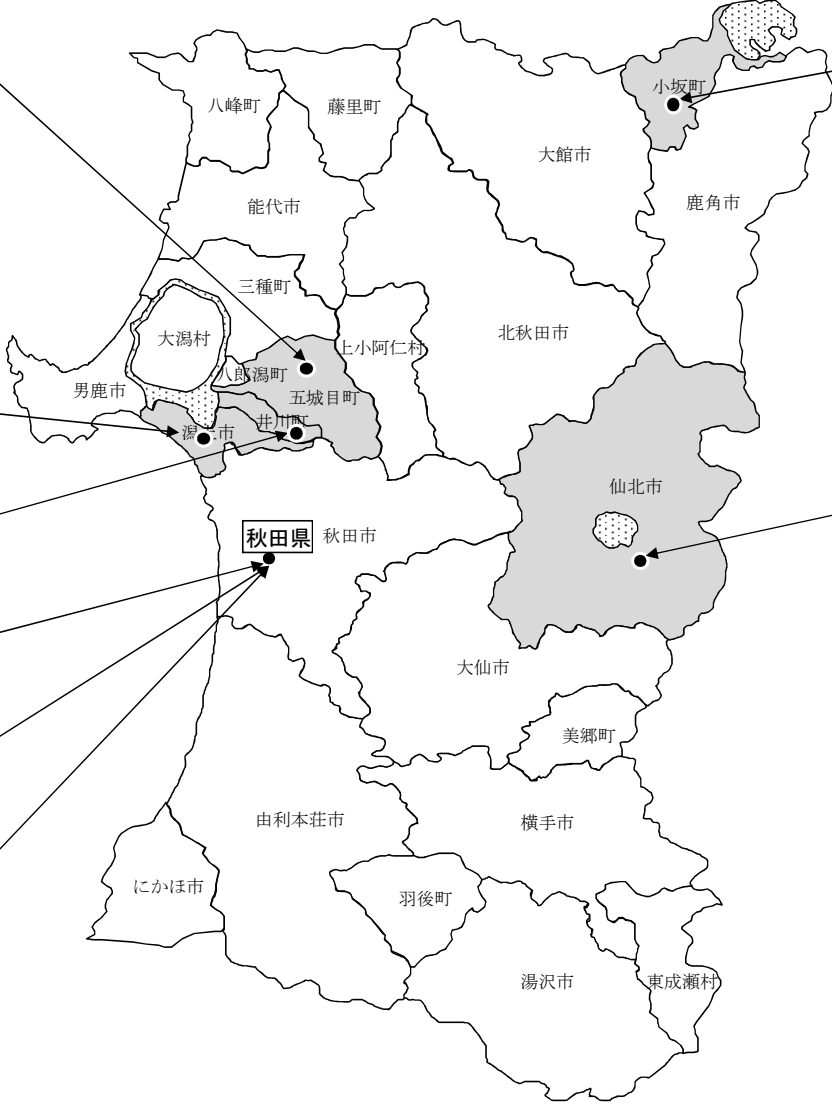 小坂町
八峰町
藤里町
大館市
鹿角市
能代市
三種町
大潟村
北秋田市
上小阿仁村
八郎潟町
男鹿市
五城目町
井川町
潟上市
仙北市
秋田県
秋田市
大仙市
美郷町
由利本荘市
横手市
にかほ市
羽後町
湯沢市
東成瀬村